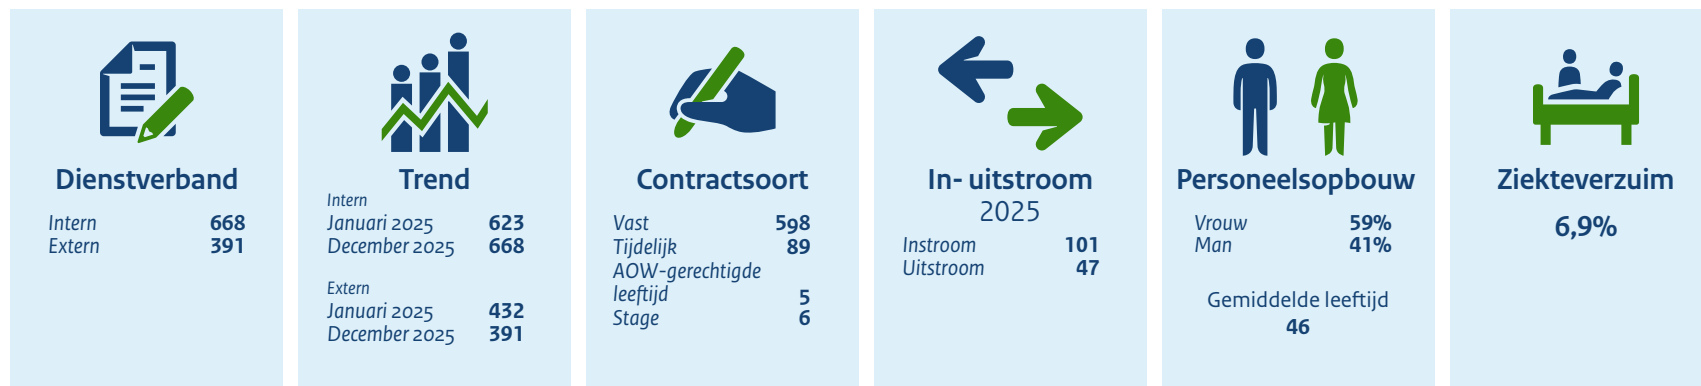 Dienstverband
Intern 668
Extern 391
Trend
Intern
Januari 2025 623
December 2025 668
Extern
Januari 2025 432
December 2025 391
Contractsoort
Vast 598
Tijdelijk 89
AOW-gerechtigde
leeftijd 5
Stage 6
In- uitstroom
2025
Instroom 101
Uitstroom 47
Personeelsopbouw
Vrouw 59%
Man 41%
Gemiddelde leeftijd
46
Ziekteverzuim
6,9%